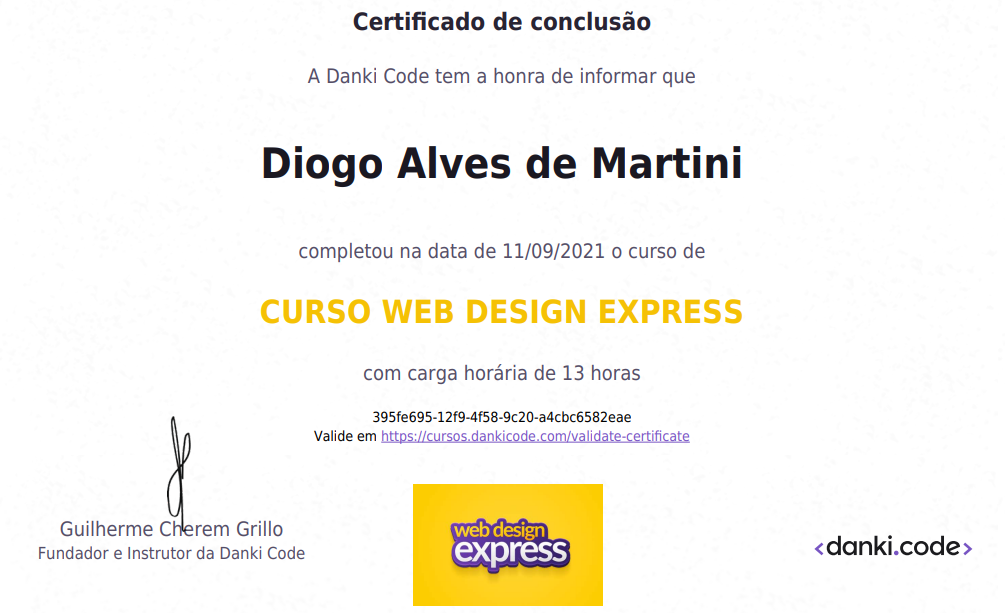 Certificado de conclusão
A Danki Code tem a honra de informar que
Diogo Alves de Martini
completou na data de 11/09/2021 o curso de
CURSO WEB DESIGN EXPRESS
com carga horária de 13 horas
395fe695-12f9-4f58-9c20-a4cbc6582eae
Valide em https://cursos.dankicode.com/validate-certificate
Guilherme Cherem Grillo
Fundador e Instrutor da Danki Code
web design
express
<danki.code>